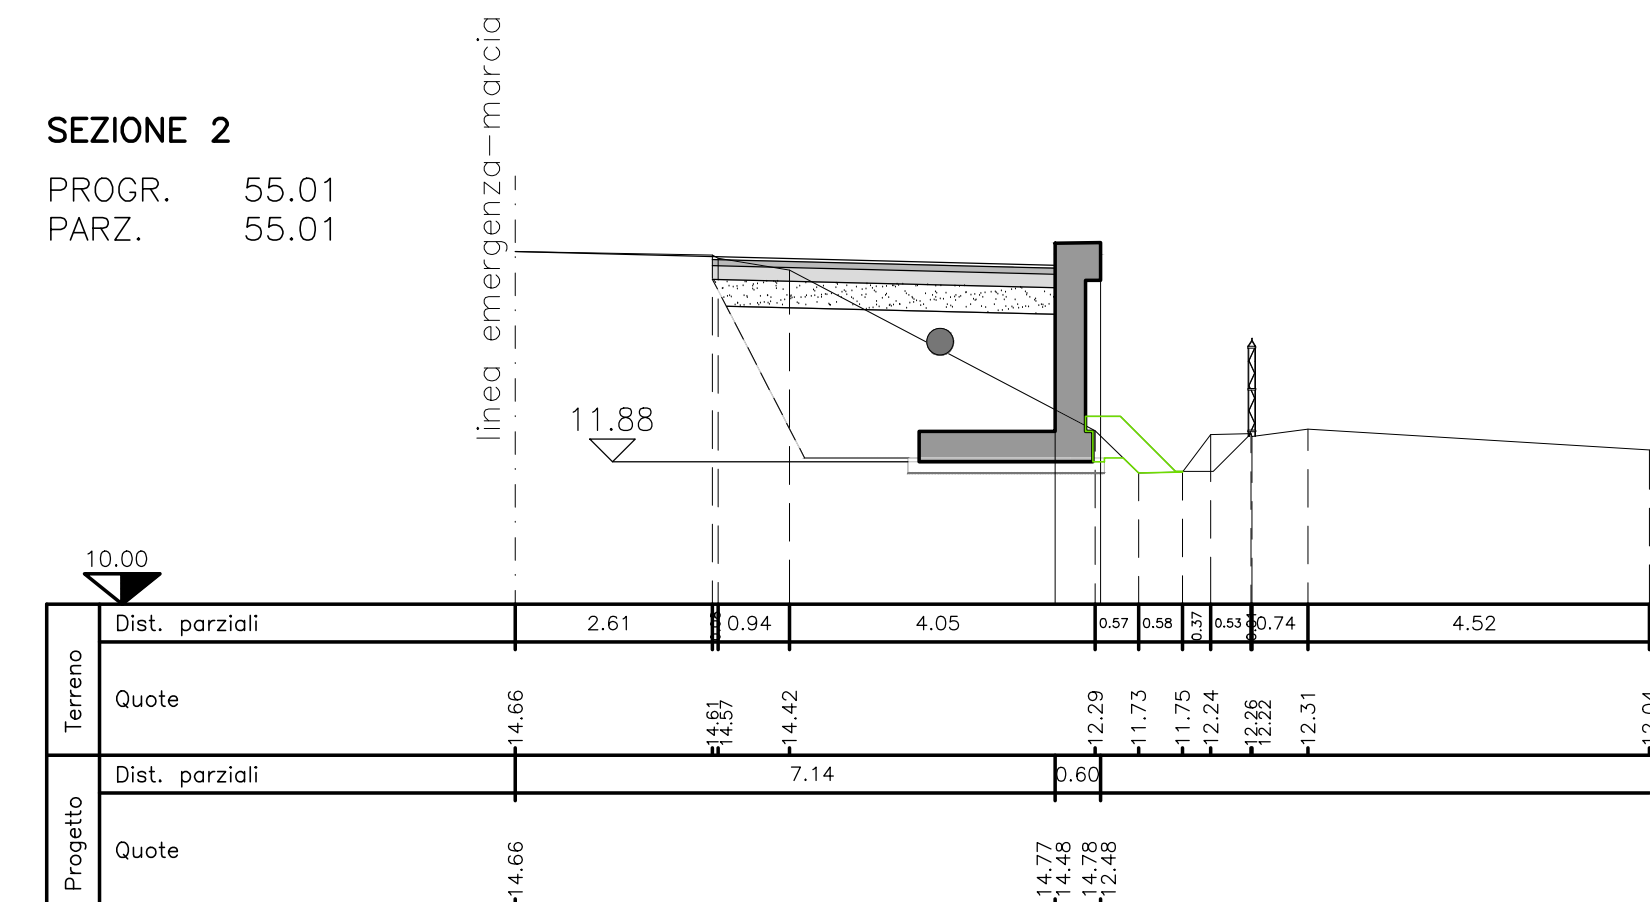 linea emergenza-marcia
SEZIONE 2
PROGR. 55.01
PARZ. 55.01
11.88
10.00
Terreno
Dist. parziali 2.61 0.94 4.05 0.57 0.58 0.37 0.53 0.74 4.52
Quote 14.66 14.61 14.57 14.42 12.29 11.73 11.75 12.24 12.26 12.22 12.31 12.04
Progetto
Dist. parziali 7.14 0.60
Quote 14.66 14.77 14.48 14.78 12.48